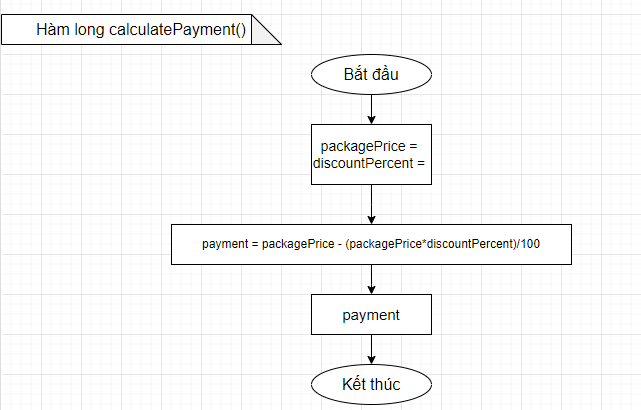 Hàm long calculatePayment()
Bắt đầu
packagePrice =
discountPercent =
payment = packagePrice - (packagePrice*discountPercent)/100
payment
Kết thúc